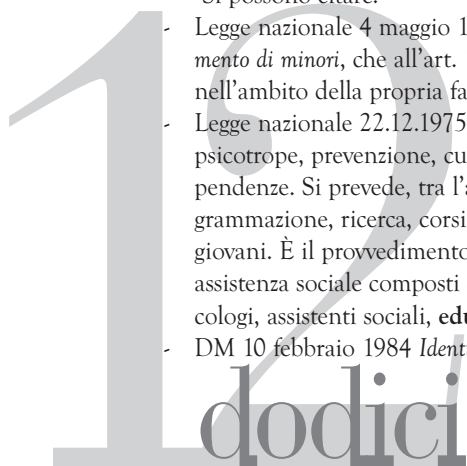 Si possono citare:
- Legge nazionale 4 maggio 1
mento di minori, che all'art.
nell'ambito della propria fa
- Legge nazionale 22.12.1975
psicotrope, prevenzione, cu
pendenze. Si prevede, tra l'a
grammazione, ricerca, corsi
giovani. È il provvedimento
assistenza sociale composti
cologi, assistenti sociali, edu
- DM 10 febbraio 1984 Identi
12
dodici